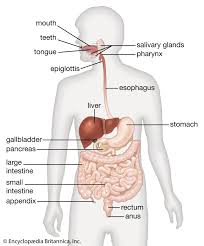 mouth
teeth
tongue
epiglottis
salivary glands
pharynx
esophagus
liver
stomach
gallbladder
pancreas
large
intestine
small
intestine
appendix
rectum
anus
© Encyclopædia Britannica, Inc.